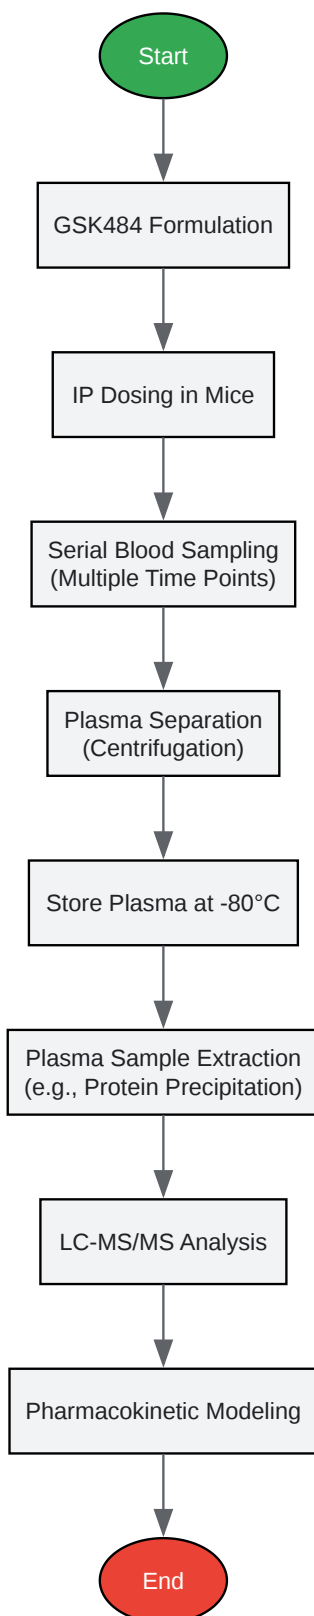 Start
GSK484 Formulation
IP Dosing in Mice
Serial Blood Sampling
(Multiple Time Points)
Plasma Separation
(Centrifugation)
Store Plasma at -80°C
Plasma Sample Extraction
(e.g., Protein Precipitation)
LC-MS/MS Analysis
Pharmacokinetic Modeling
End